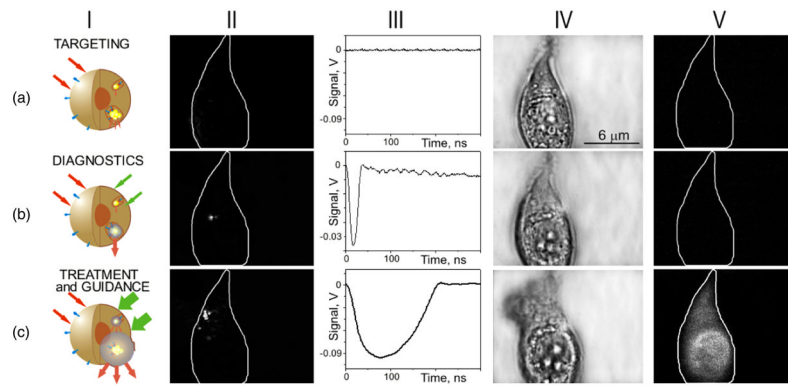 I II III IV V
TARGETING
(a)
Signal, V
0
-0.09
100
Time, ns
6 μm
DIAGNOSTICS
(b)
Signal, V
0
-0.03
100
Time, ns
TREATMENT
and GUIDANCE
(c)
Signal, V
0
-0.09
100
Time, ns